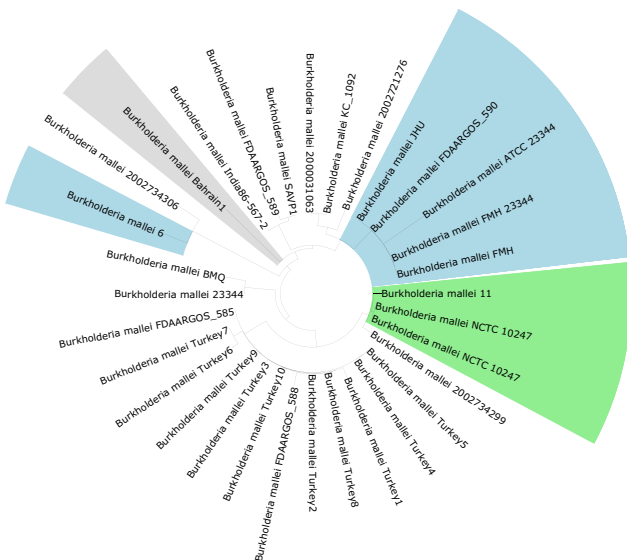 Burkholderia mallei 2002721276
Burkholderia mallei JHU
Burkholderia mallei FDAARGOS_590
Burkholderia mallei ATCC 23344
Burkholderia mallei FMH 23344
Burkholderia mallei FMH
Burkholderia mallei 11
Burkholderia mallei NCTC 10247
Burkholderia mallei NCTC 10247
Burkholderia mallei 2002734299
Burkholderia mallei Turkey5
Burkholderia mallei Turkey4
Burkholderia mallei Turkey1
Burkholderia mallei Turkey8
Burkholderia mallei Turkey2
Burkholderia mallei FDAARGOS_588
Burkholderia mallei Turkey10
Burkholderia mallei Turkey3
Burkholderia mallei Turkey9
Burkholderia mallei Turkey6
Burkholderia mallei Turkey7
Burkholderia mallei FDAARGOS_585
Burkholderia mallei 23344
Burkholderia mallei BMQ
Burkholderia mallei 6
Burkholderia mallei 2002734306
Burkholderia mallei Bahrain1
Burkholderia mallei India86-567-2
Burkholderia mallei FDAARGOS_589
Burkholderia mallei SAVP1
Burkholderia mallei 2000031063
Burkholderia mallei KC_1092